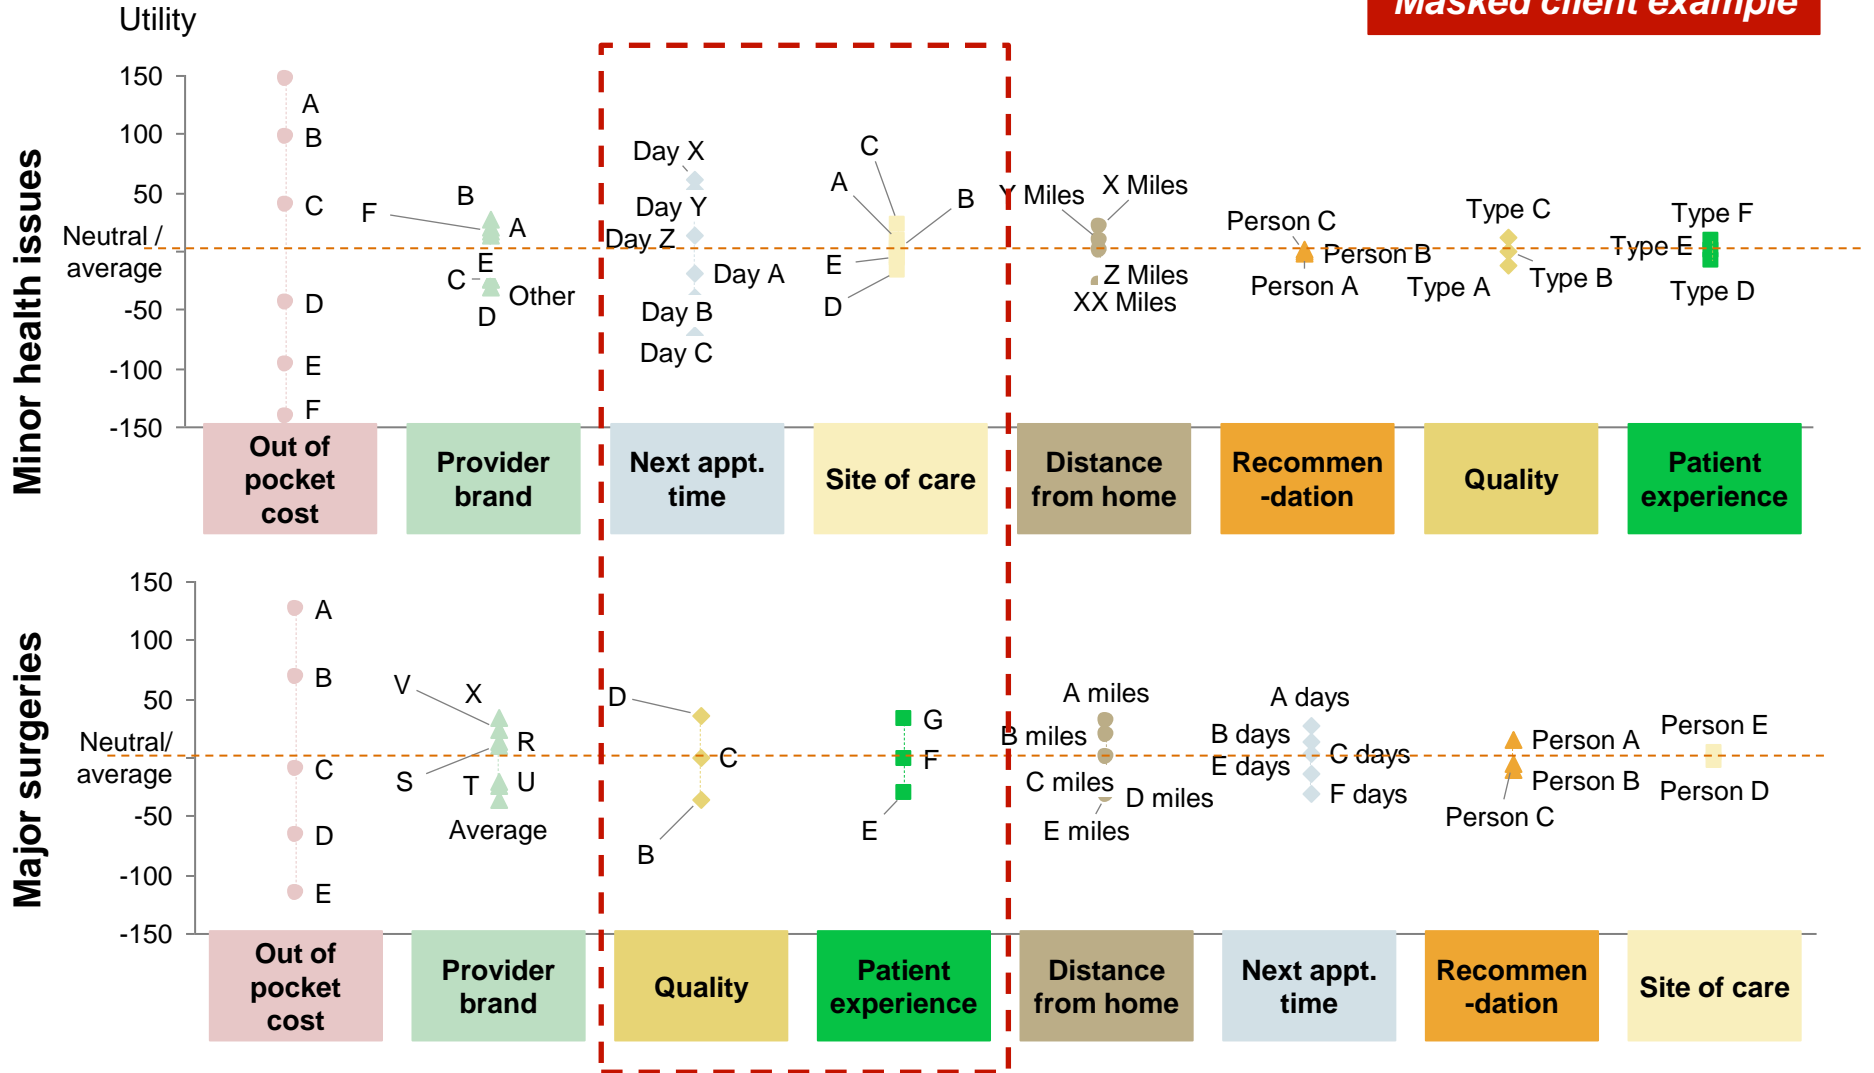 Masked client example
Utility
Minor health issues
150
100
50
Neutral /
average
-50
-100
-150
A
B
C
D
E
F
F
B
A
E
C
Other
D
Day X
Day Y
Day Z
Day A
Day B
Day C
C
A
B
E
D
Y Miles
X Miles
Z Miles
XX Miles
Person C
Person B
Person A
Type C
Type B
Type A
Type F
Type E
Type D
Out of
pocket
cost
Provider
brand
Next appt.
time
Site of care
Distance
from home
Recommen
-dation
Quality
Patient
experience
Major surgeries
150
100
50
Neutral/
average
-50
-100
-150
A
B
C
D
E
V
X
R
S
T
U
Average
D
C
B
G
F
E
A miles
B miles
C miles
D miles
E miles
A days
B days
C days
E days
F days
Person A
Person B
Person C
Person E
Person D
Out of
pocket
cost
Provider
brand
Quality
Patient
experience
Distance
from home
Next appt.
time
Recommen
-dation
Site of care